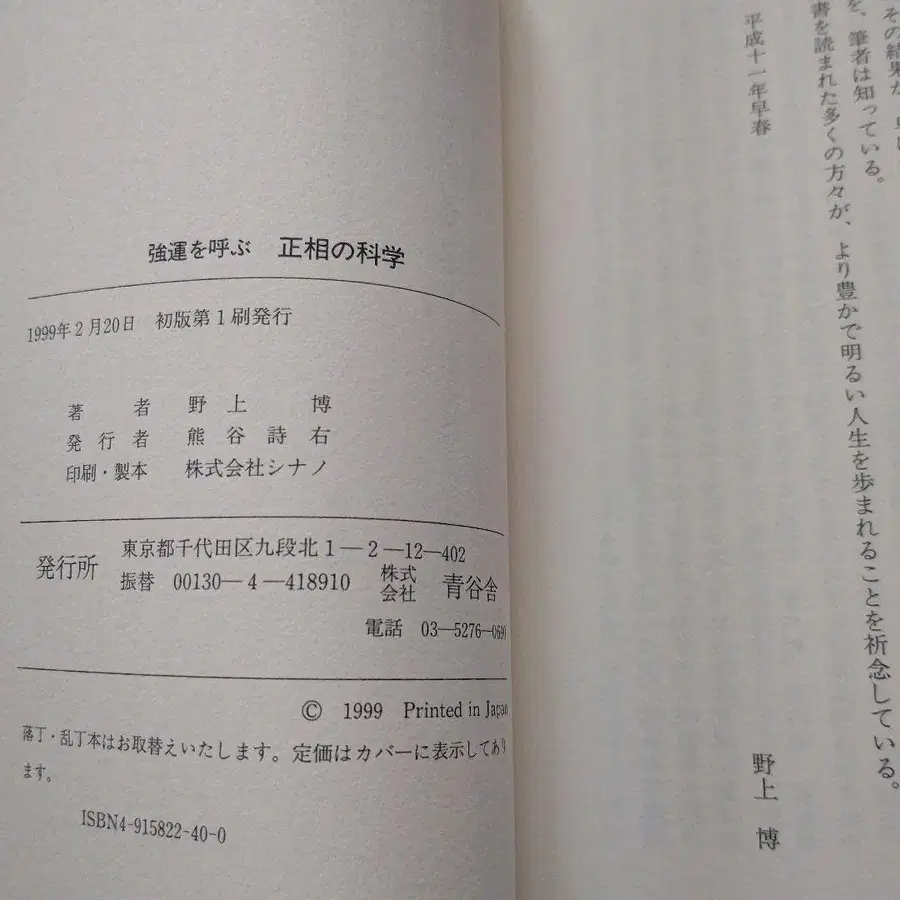 強運を呼ぶ 正相の科学
1999年2月20日 初版第1刷発行
著者 野上 博
発行者 熊谷詩右
印刷・製本 株式会社シナノ
発行所 東京都千代田区九段北1―2―12―402
振替 00130―4―418910 株式会社 青谷舎
電話 03―5276―069
© 1999 Printed in Japan
落丁・乱丁本はお取替えいたします。定価はカバーに表示してあり
ます。
ISBN4-915822-40-0
その結果が
を、筆者は知っている。
書を読まれた多くの方々が、より豊かで明るい人生を歩まれることを祈念している。
平成十一年早春
野上 博